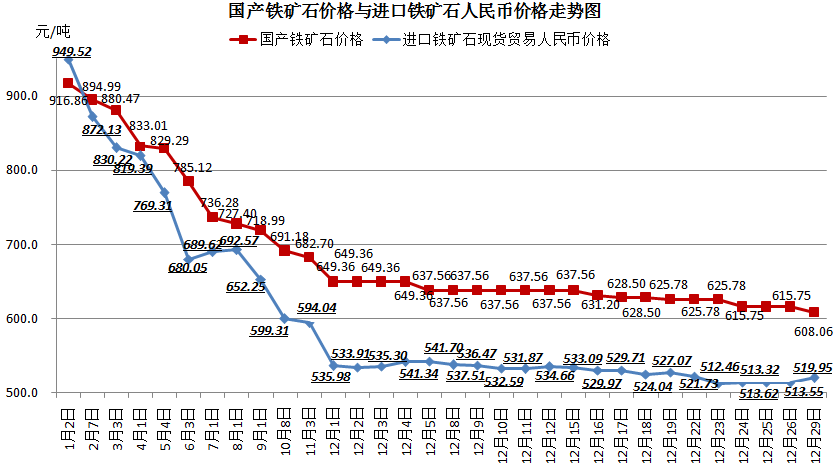 国产铁矿石价格与进口铁矿石人民币价格走势图
元/吨
国产铁矿石价格 进口铁矿石现货贸易人民币价格
949.52
916.86 894.99 880.47 833.01 829.29 785.12 736.28 727.40 718.99 691.18 682.70 649.36 649.36 649.36 649.36 637.56 637.56 637.56 637.56 637.56 637.56 637.56 631.20 628.50 628.50 625.78 625.78 625.78 615.75 615.75 608.06
872.13 830.22 819.39 769.31 680.05 689.62 692.57 652.25 599.31 594.04 535.98 533.91 535.30 541.34 541.70 537.51 536.47 532.59 531.87 534.66 533.09 529.97 529.71 524.04 527.07 521.73 512.46 513.62 513.32 513.55 519.95
900.0
800.0
700.0
600.0
500.0
1月2日 2月7日 3月3日 4月1日 5月4日 6月3日 7月1日 8月1日 9月1日 10月8日 11月3日 12月1日 12月2日 12月3日 12月4日 12月5日 12月8日 12月9日 12月10日 12月11日 12月12日 12月15日 12月16日 12月17日 12月18日 12月19日 12月22日 12月23日 12月24日 12月25日 12月26日 12月29日